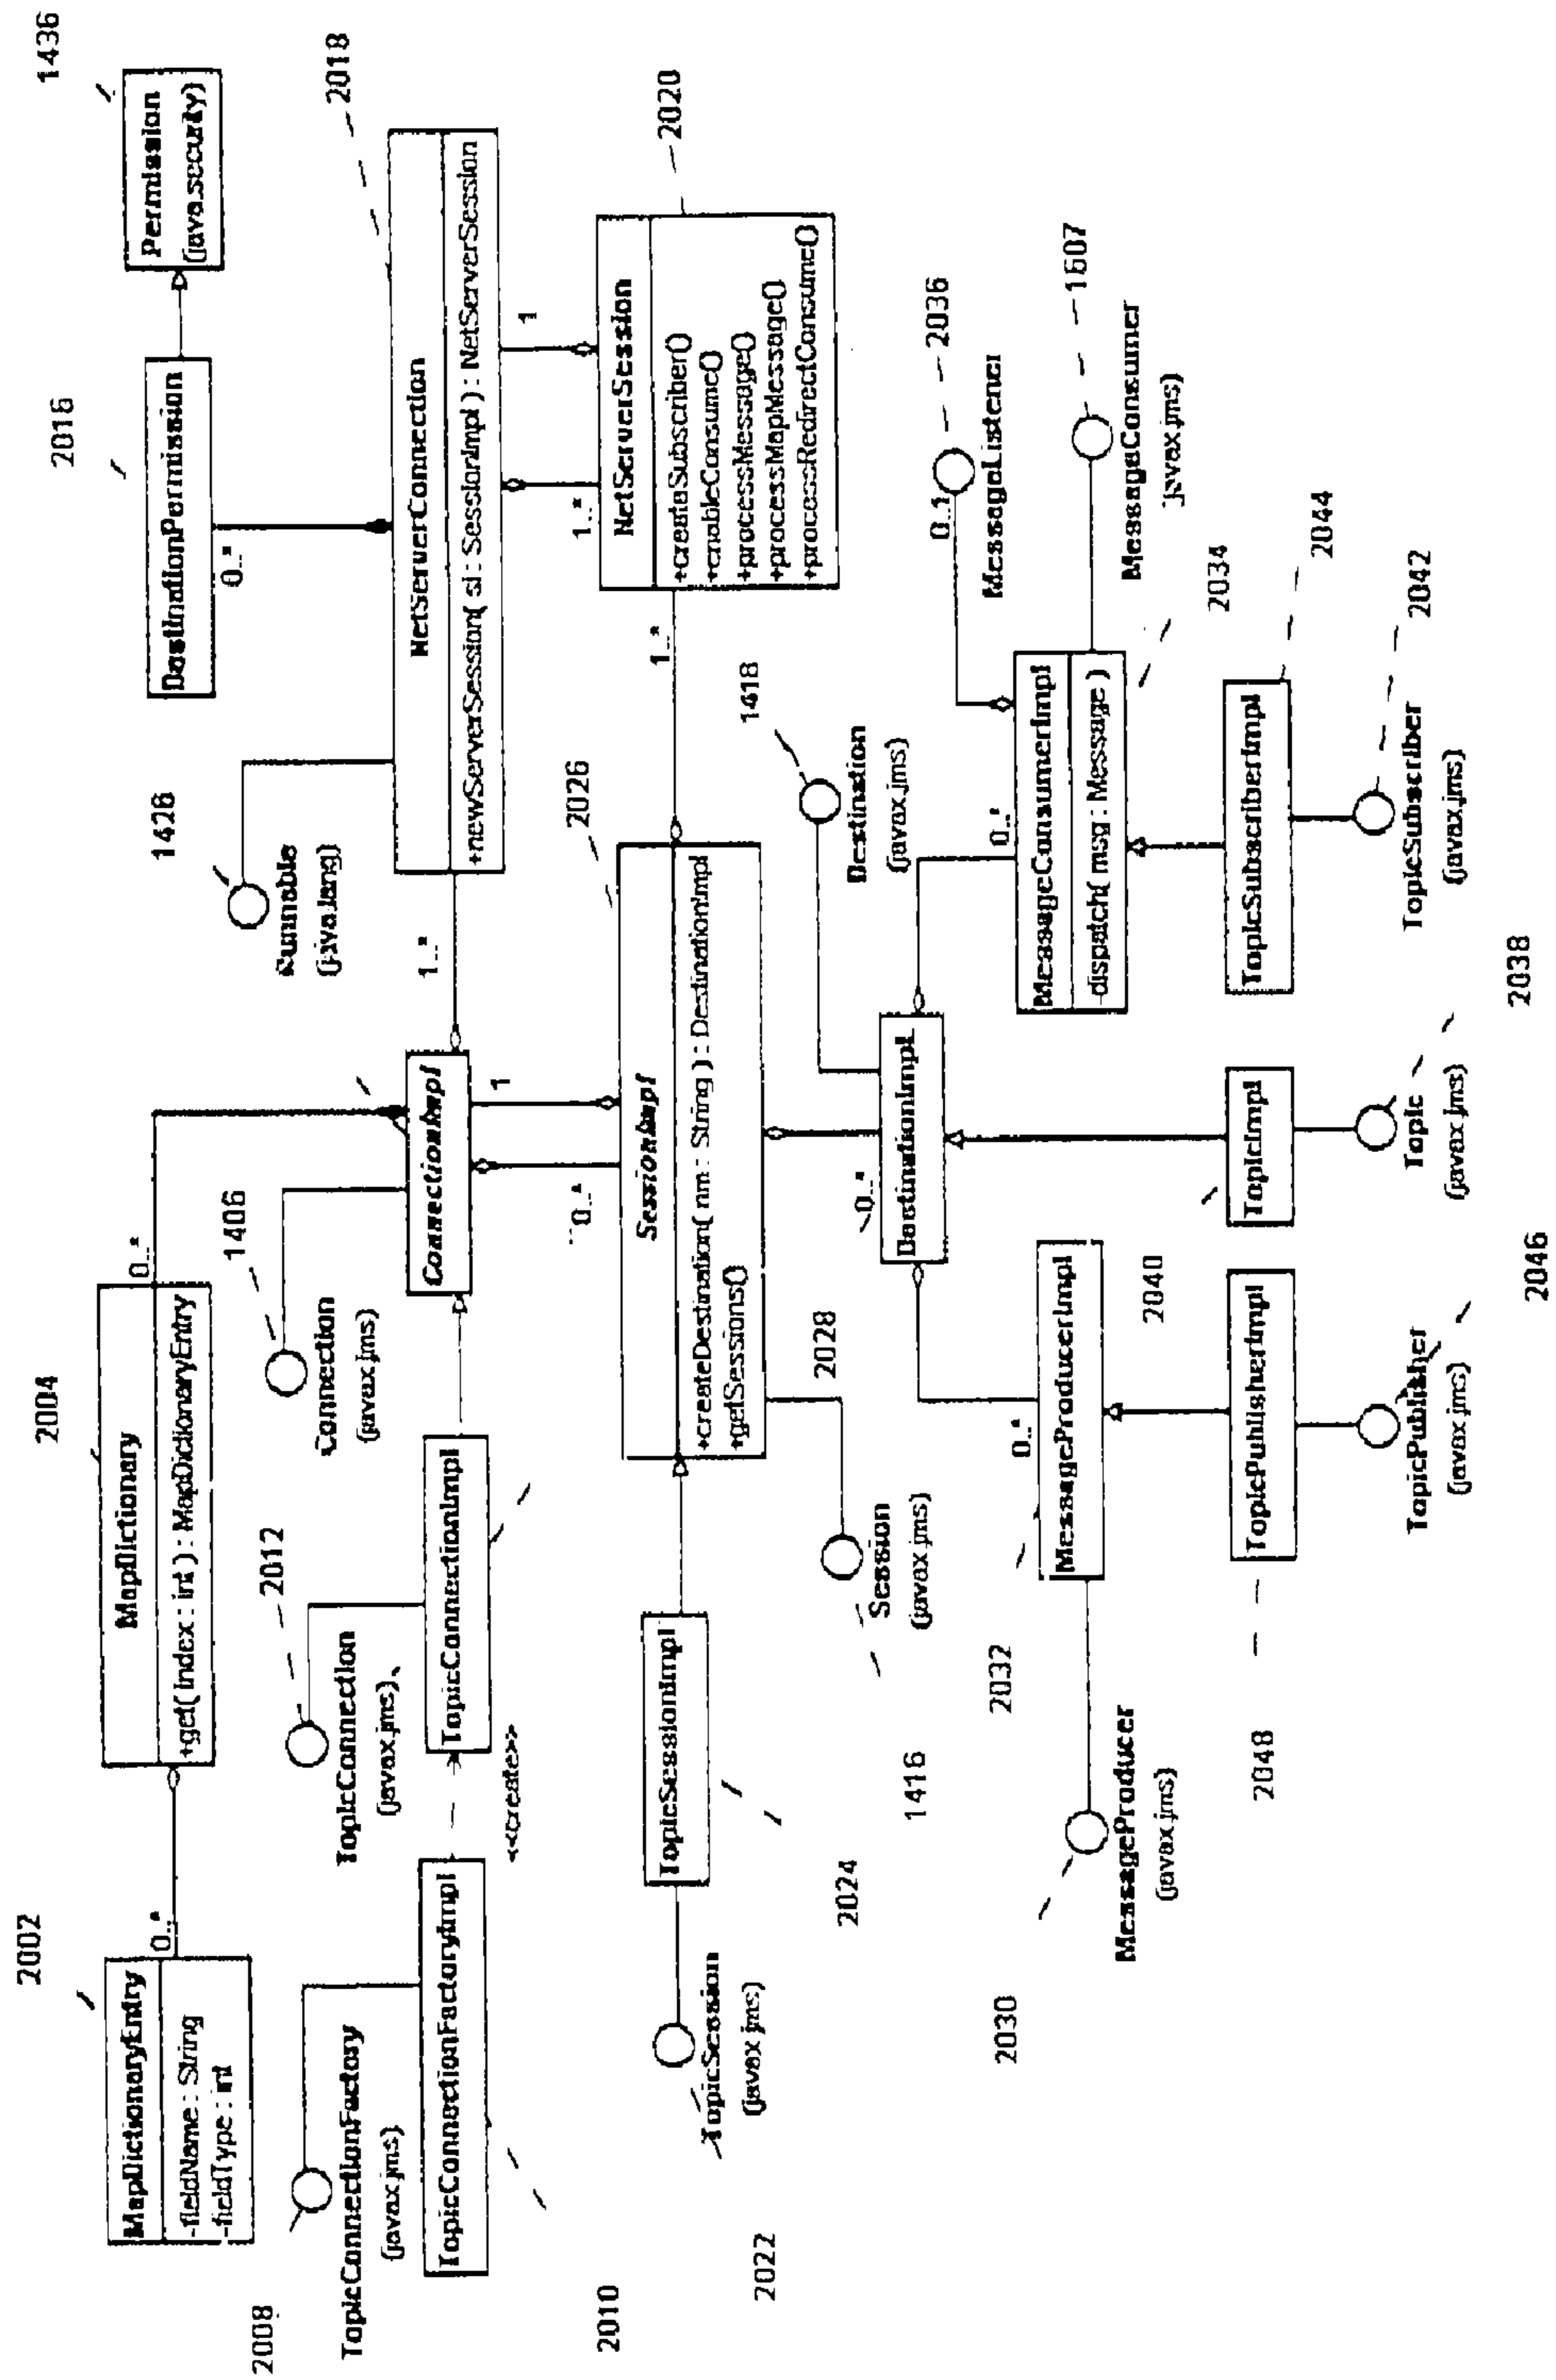 2002
MapDictionaryEntry
-fieldName : String
-fieldType : int
0..*
2004
MapDictionary
+get( index : int ) : MapDictionaryEntry
0..*
2016
DestinationPermission
0..*
1436
Permission
(java.security)
2008
TopicConnectionFactory
(javax.jms)
TopicConnectionFactoryImpl
2010
2012
TopicConnection
(javax.jms)
TopicConnectionImpl
<<create>>
1406
Connection
(javax.jms)
ConnectionImpl
1
0..*
1..*
1426
Runnable
(java.lang)
2018
NetServerConnection
+newServerSession( si : SessionImpl ) : NetServerSession
1
1..*
2020
NetServerSession
+createSubscriber()
+enableConsume()
+processMessage()
+processMapMessage()
+processRedirectConsume()
1..*
2026
SessionImpl
+createDestination( nm : String ) : DestinationImpl
+getSessions()
TopicSessionImpl
2024
TopicSession
(javax.jms)
2022
Session
(javax.jms)
1416
2028
0..*
DestinationImpl
1418
Destination
(javax.jms)
0..1
2036
MessageListener
1607
MessageConsumer
(javax.jms)
0..*
MessageConsumerImpl
dispatch( msg : Message )
2034
0..*
MessageProducerImpl
2032
MessageProducer
(javax.jms)
2030
2040
TopicPublisherImpl
2048
TopicPublisher
(javax.jms)
2046
TopicImpl
Topic
(javax.jms)
2038
TopicSubscriberImpl
2044
2042
TopicSubscriber
(javax.jms)